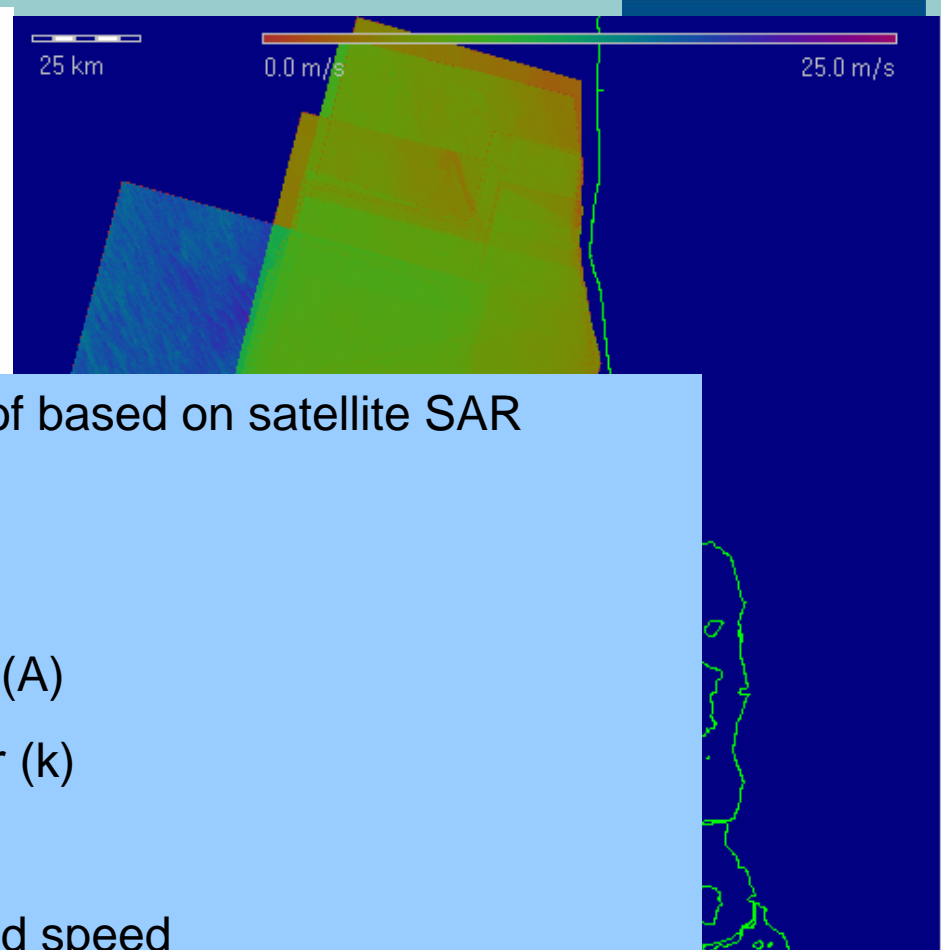 25 km
0.0 m/s
25.0 m/s
of based on satellite SAR
(A)
(k)
d speed